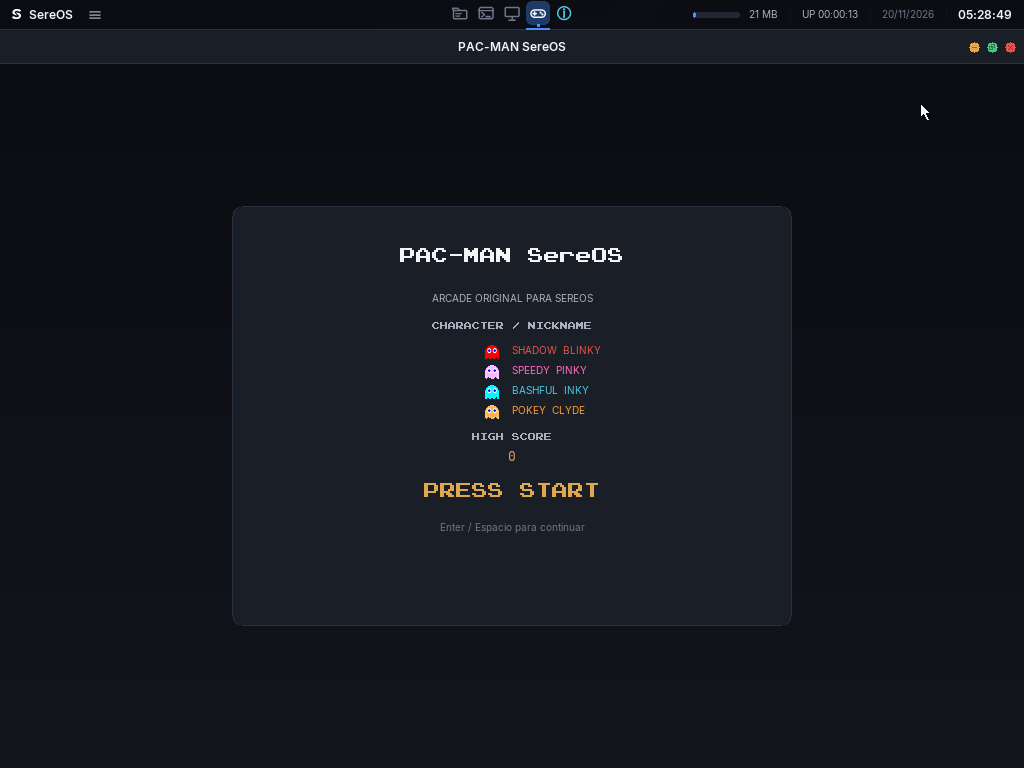 SereOS 21 MB UP 00:00:13 20/11/2026 05:28:49
PAC-MAN SereOS
PAC-MAN SereOS
ARCADE ORIGINAL PARA SEREOS
CHARACTER / NICKNAME
SHADOW BLINKY
SPEEDY PINKY
BASHFUL INKY
POKEY CLYDE
HIGH SCORE
0
PRESS START
Enter / Espacio para continuar